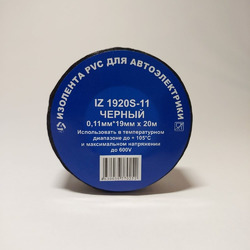 ИЗОЛЕНТА PVC ДЛЯ АВТОЭЛЕКТРИКИ
IZ 1920S-11
ЧЕРНЫЙ
0,11мм*19мм х 20м
Использовать в температурном
диапазоне до + 105°C
и максимальном напряжении
до 600V